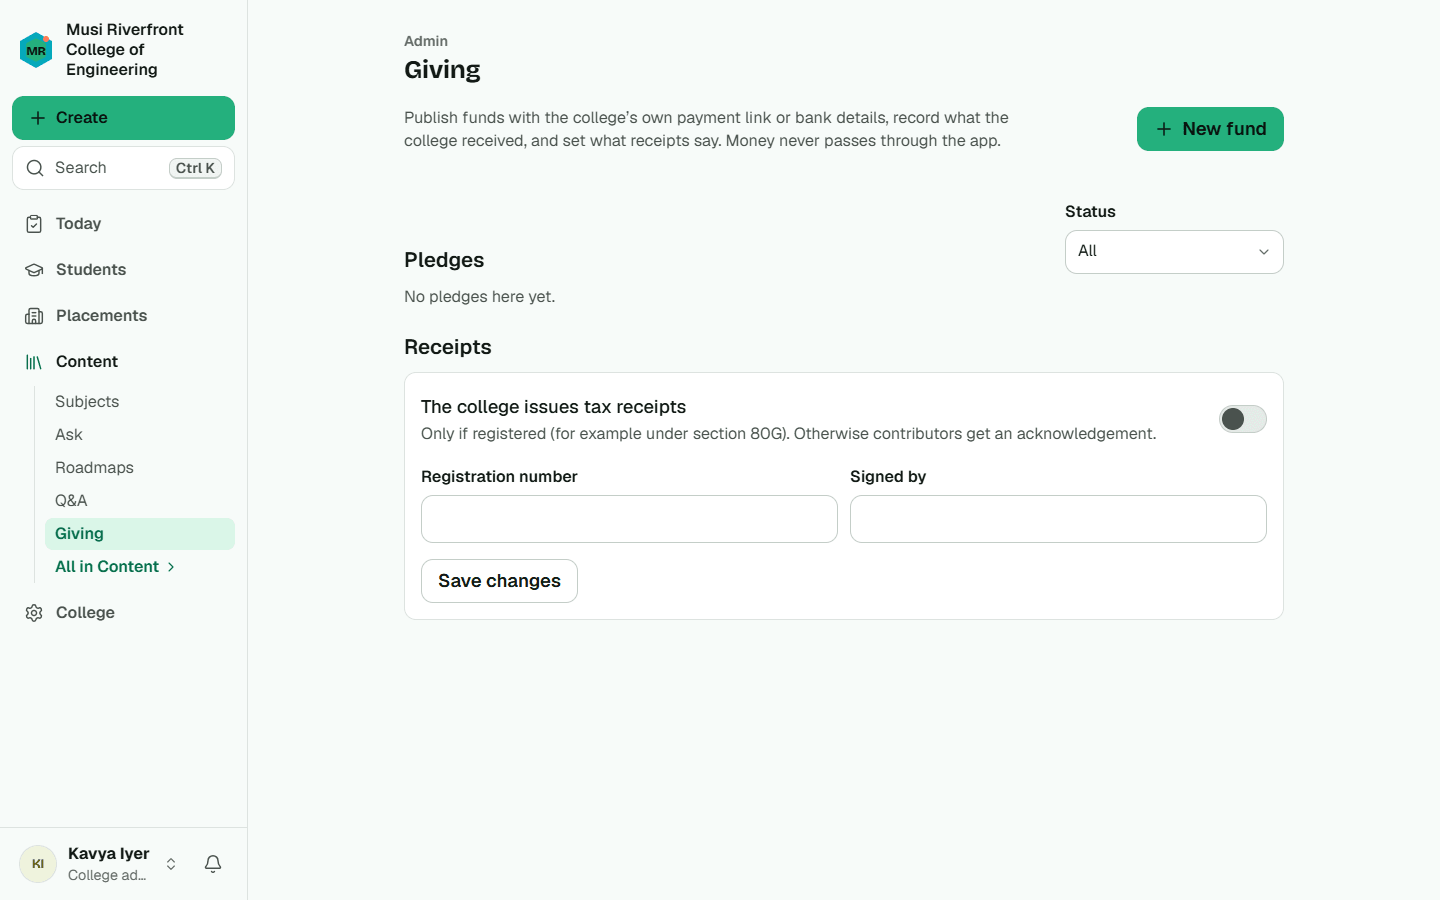 MR
Musi Riverfront
College of
Engineering
Create
Search
Ctrl K
Today
Students
Placements
Content
Subjects
Ask
Roadmaps
Q&A
Giving
All in Content
College
KI
Kavya Iyer
College ad...
Admin
Giving
Publish funds with the college’s own payment link or bank details, record what the
college received, and set what receipts say. Money never passes through the app.
New fund
Status
All
Pledges
No pledges here yet.
Receipts
The college issues tax receipts
Only if registered (for example under section 80G). Otherwise contributors get an acknowledgement.
Registration number
Signed by
Save changes